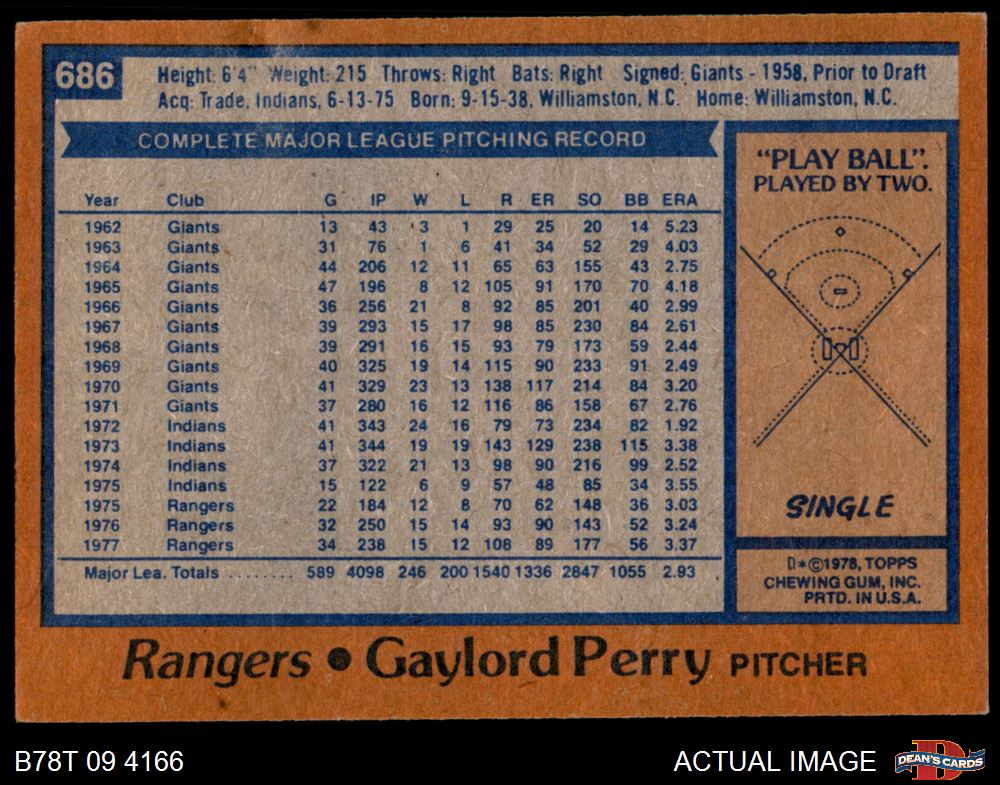 686
Height: 6'4" Weight: 215 Throws: Right Bats: Right Signed: Giants - 1958, Prior to Draft
Acq: Trade, Indians, 6-13-75 Born: 9-15-38, Williamston, N.C. Home: Williamston, N.C.
COMPLETE MAJOR LEAGUE PITCHING RECORD
Year Club G IP W L R ER SO BB ERA
1962 Giants 13 43 3 1 29 25 20 14 5.23
1963 Giants 31 76 1 6 41 34 52 29 4.03
1964 Giants 44 206 12 11 65 63 155 43 2.75
1965 Giants 47 196 8 12 105 91 170 70 4.18
1966 Giants 36 256 21 8 92 85 201 40 2.99
1967 Giants 39 293 15 17 98 85 230 84 2.61
1968 Giants 39 291 16 15 93 79 173 59 2.44
1969 Giants 40 325 19 14 115 90 233 91 2.49
1970 Giants 41 329 23 13 138 117 214 84 3.20
1971 Giants 37 280 16 12 116 86 158 67 2.76
1972 Indians 41 343 24 16 79 73 234 82 1.92
1973 Indians 41 344 19 19 143 129 238 115 3.38
1974 Indians 37 322 21 13 98 90 216 99 2.52
1975 Indians 15 122 6 9 57 48 85 34 3.55
1975 Rangers 22 184 12 8 70 62 148 36 3.03
1976 Rangers 32 250 15 14 93 90 143 52 3.24
1977 Rangers 34 238 15 12 108 89 177 56 3.37
Major Lea. Totals ........ 589 4098 246 200 1540 1336 2847 1055 2.93
"PLAY BALL".
PLAYED BY TWO.
SINGLE
D*©1978, TOPPS
CHEWING GUM, INC.
PRTD. IN U.S.A.
Rangers • Gaylord Perry PITCHER
B78T 09 4166
ACTUAL IMAGE
D
DEAN'S CARDS